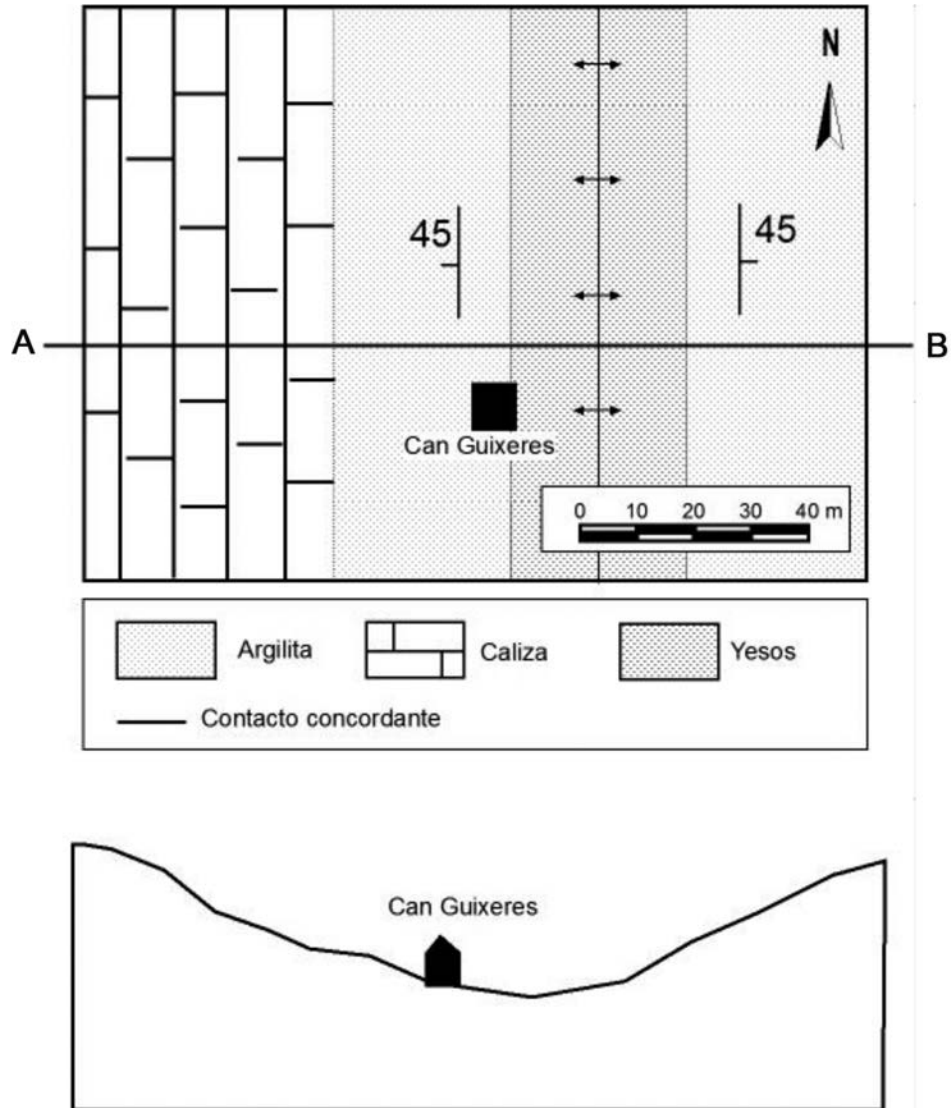 N
45
45
A
B
Can Guixeres
0 10 20 30 40 m
Argilita
Caliza
Yesos
Contacto concordante
Can Guixeres